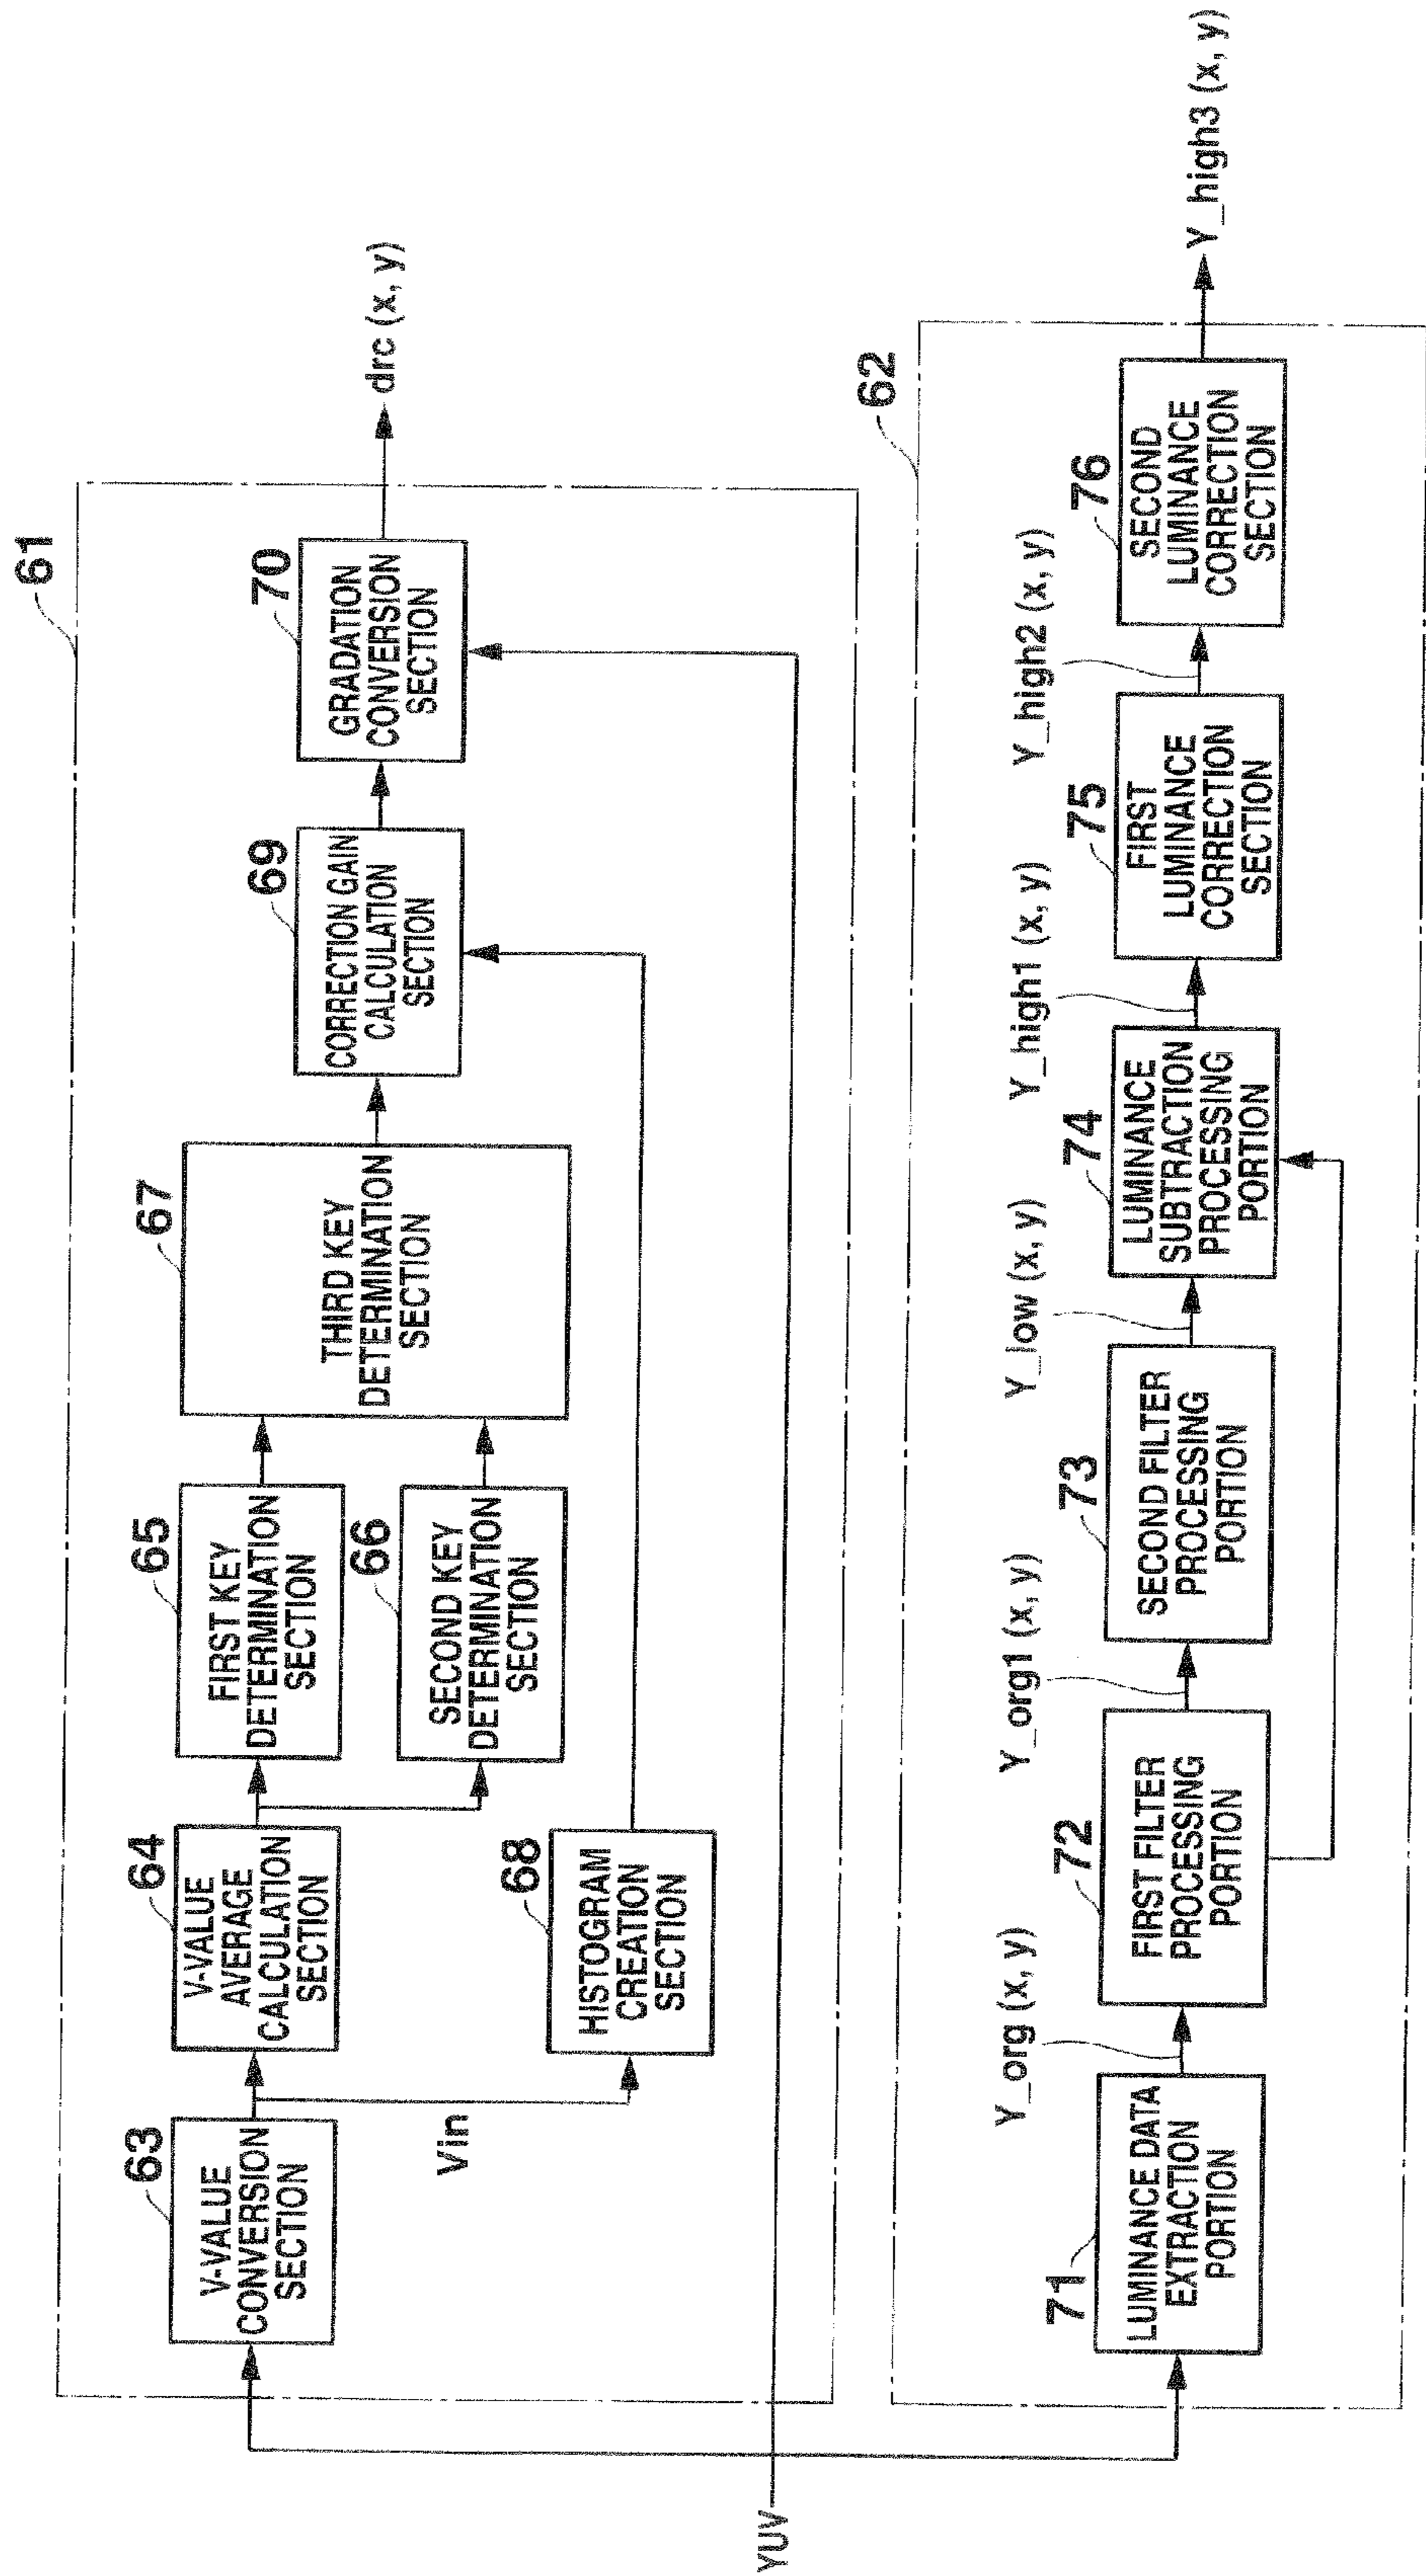 61
63
V-VALUE
CONVERSION
SECTION
Vin
64
V-VALUE
AVERAGE
CALCULATION
SECTION
65
FIRST KEY
DETERMINATION
SECTION
66
SECOND KEY
DETERMINATION
SECTION
67
THIRD KEY
DETERMINATION
SECTION
68
HISTOGRAM
CREATION
SECTION
69
CORRECTION GAIN
CALCULATION
SECTION
70
GRADATION
CONVERSION
SECTION
drc (x, y)
YUV
62
71
LUMINANCE DATA
EXTRACTION
PORTION
Y_org (x, y)
72
FIRST FILTER
PROCESSING
PORTION
Y_org1 (x, y)
73
SECOND FILTER
PROCESSING
PORTION
Y_low (x, y)
74
LUMINANCE
SUBTRACTION
PROCESSING
PORTION
Y_high1 (x, y)
75
FIRST
LUMINANCE
CORRECTION
SECTION
Y_high2 (x, y)
76
SECOND
LUMINANCE
CORRECTION
SECTION
Y_high3 (x, y)